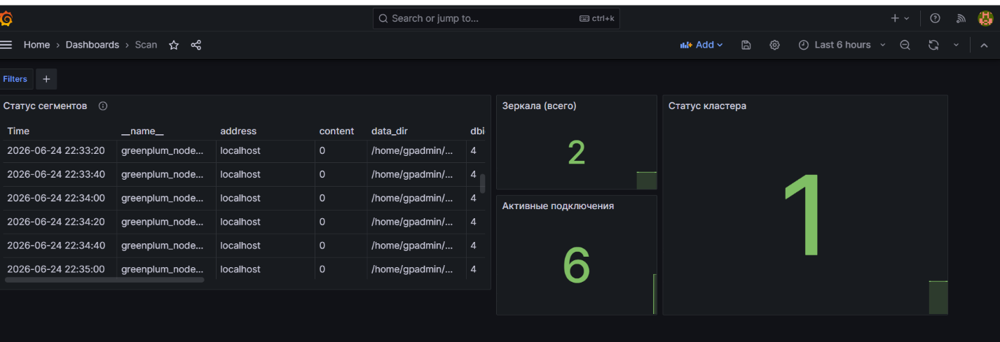 Search or jump to... ctrl+k
Home › Dashboards › Scan Add Last 6 hours
Filters +
Статус сегментов
Time __name__ address content data_dir dbi
2026-06-24 22:33:20 greenplum_node... localhost 0 /home/gpadmin/... 4
2026-06-24 22:33:40 greenplum_node... localhost 0 /home/gpadmin/... 4
2026-06-24 22:34:00 greenplum_node... localhost 0 /home/gpadmin/... 4
2026-06-24 22:34:20 greenplum_node... localhost 0 /home/gpadmin/... 4
2026-06-24 22:34:40 greenplum_node... localhost 0 /home/gpadmin/... 4
2026-06-24 22:35:00 greenplum_node... localhost 0 /home/gpadmin/... 4
Зеркала (всего)
2
Активные подключения
6
Статус кластера
1